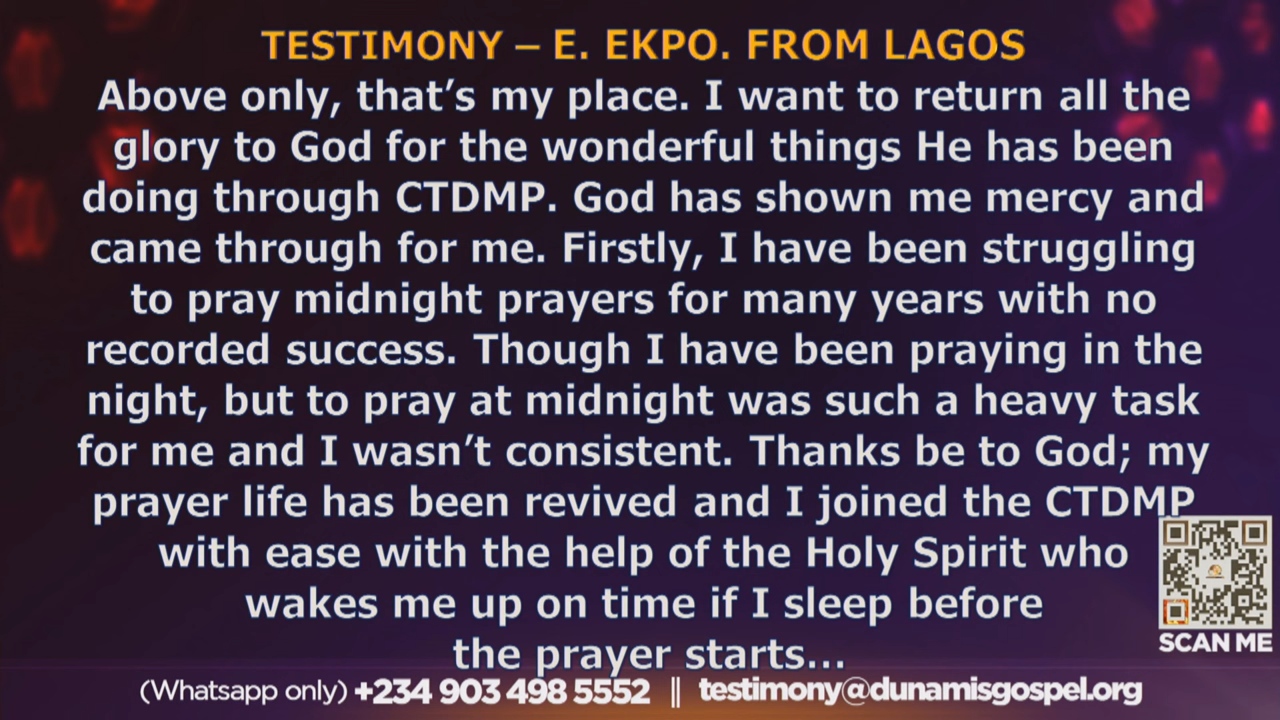 TESTIMONY – E. EKPO. FROM LAGOS
Above only, that’s my place. I want to return all the
glory to God for the wonderful things He has been
doing through CTDMP. God has shown me mercy and
came through for me. Firstly, I have been struggling
to pray midnight prayers for many years with no
recorded success. Though I have been praying in the
night, but to pray at midnight was such a heavy task
for me and I wasn’t consistent. Thanks be to God; my
prayer life has been revived and I joined the CTDMP
with ease with the help of the Holy Spirit who
wakes me up on time if I sleep before
the prayer starts...
SCAN ME
(Whatsapp only) +234 903 498 5552 || testimony@dunamisgospel.org